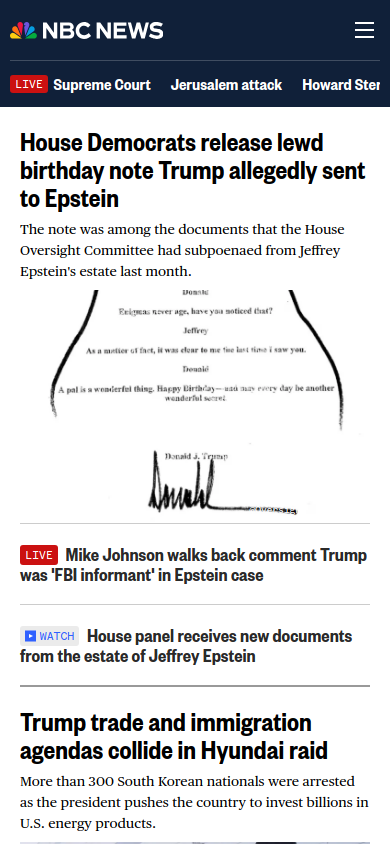 NBC NEWS
LIVE Supreme Court Jerusalem attack Howard Ster
House Democrats release lewd
birthday note Trump allegedly sent
to Epstein
The note was among the documents that the House
Oversight Committee had subpoenaed from Jeffrey
Epstein's estate last month.
Donald
Enigmas never age, have you noticed that?
Jeffrey
As a matter of fact, it was clear to me the last time I saw you.
Donald
A pal is a wonderful thing. Happy Birthday—and may every day be another
wonderful secret.
Donald J. Trump
LIVE Mike Johnson walks back comment Trump
was 'FBI informant' in Epstein case
WATCH House panel receives new documents
from the estate of Jeffrey Epstein
Trump trade and immigration
agendas collide in Hyundai raid
More than 300 South Korean nationals were arrested
as the president pushes the country to invest billions in
U.S. energy products.